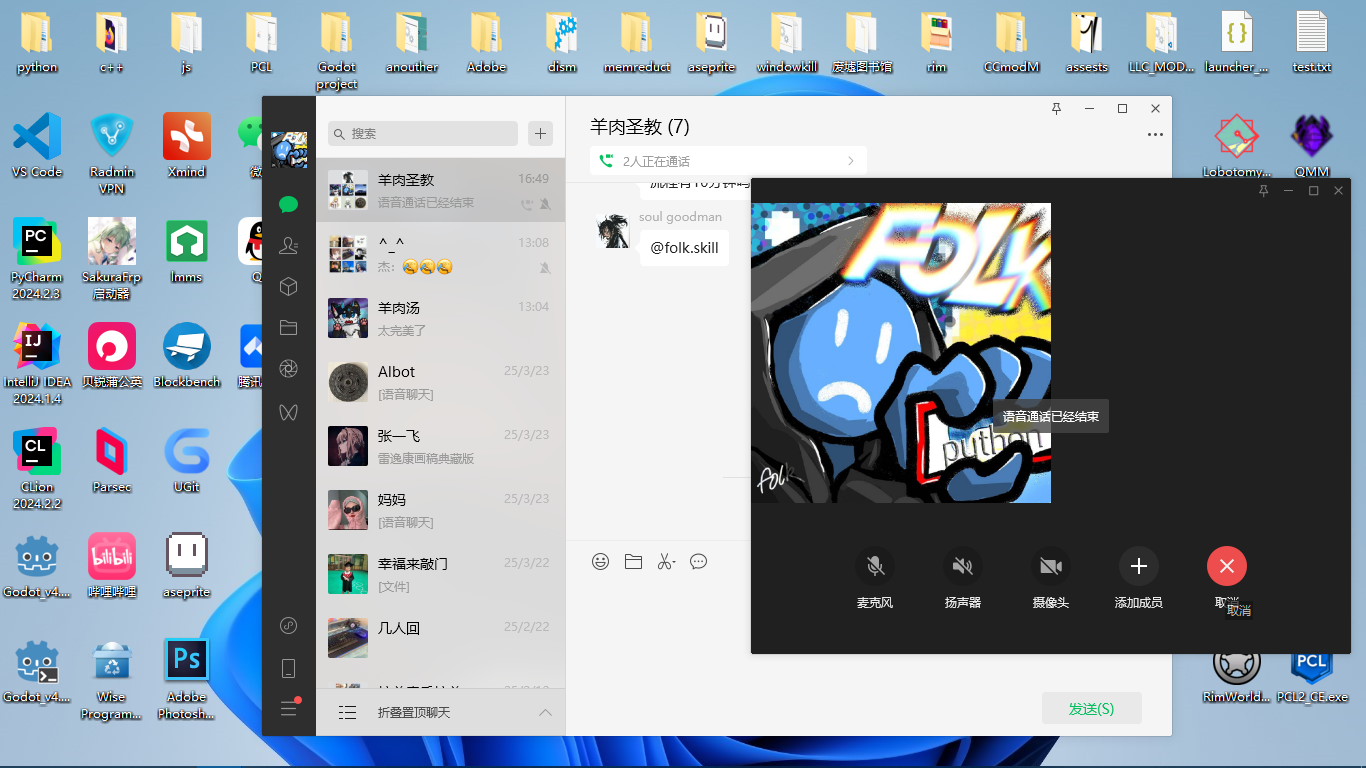 python
c++
js
PCL
Godot project
anouther
Adobe
dism
memreduct
aseprite
windowkill
废墟图书馆
rim
CCmodM
assests
LLC_MOD...
launcher_...
test.txt
VS Code
Radmin VPN
Xmind
微
Lobotomy...
QMM
PyCharm 2024.2.3
SakuraFrp 启动器
lmms
Q
IntelliJ IDEA 2024.1.4
贝锐蒲公英
Blockbench
腾讯
CLion 2024.2.2
Parsec
UGit
Godot_v4....
哔哩哔哩
aseprite
Godot_v4....
Wise Program...
Adobe Photosh...
RimWorld...
PCL2_CE.exe
搜索
羊肉圣教
16:49
语音通话已经结束
^_^
13:08
杰:
羊肉汤
13:04
太完美了
Albot
25/3/23
[语音聊天]
张一飞
25/3/23
雷逸康画稿典藏版
妈妈
25/3/23
[语音聊天]
幸福来敲门
25/3/22
[文件]
几人回
25/2/22
折叠置顶聊天
羊肉圣教 (7)
2人正在通话
soul goodman
@folk.skill
发送(S)
FOLK
python
folk
语音通话已经结束
麦克风
扬声器
摄像头
添加成员
取消
取消